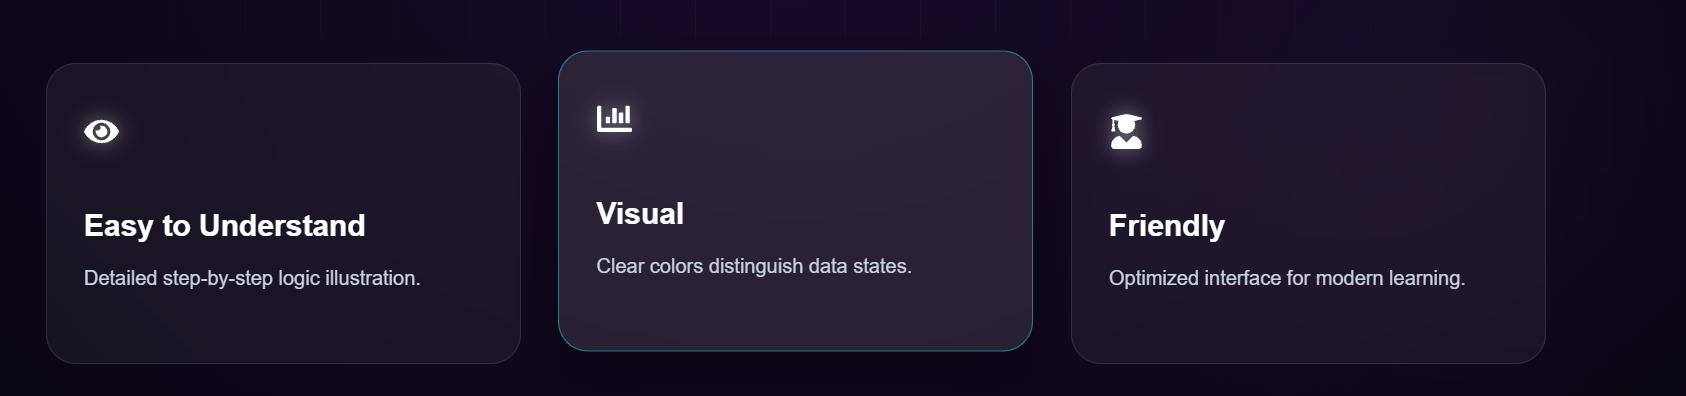 Easy to Understand
Detailed step-by-step logic illustration.
Visual
Clear colors distinguish data states.
Friendly
Optimized interface for modern learning.